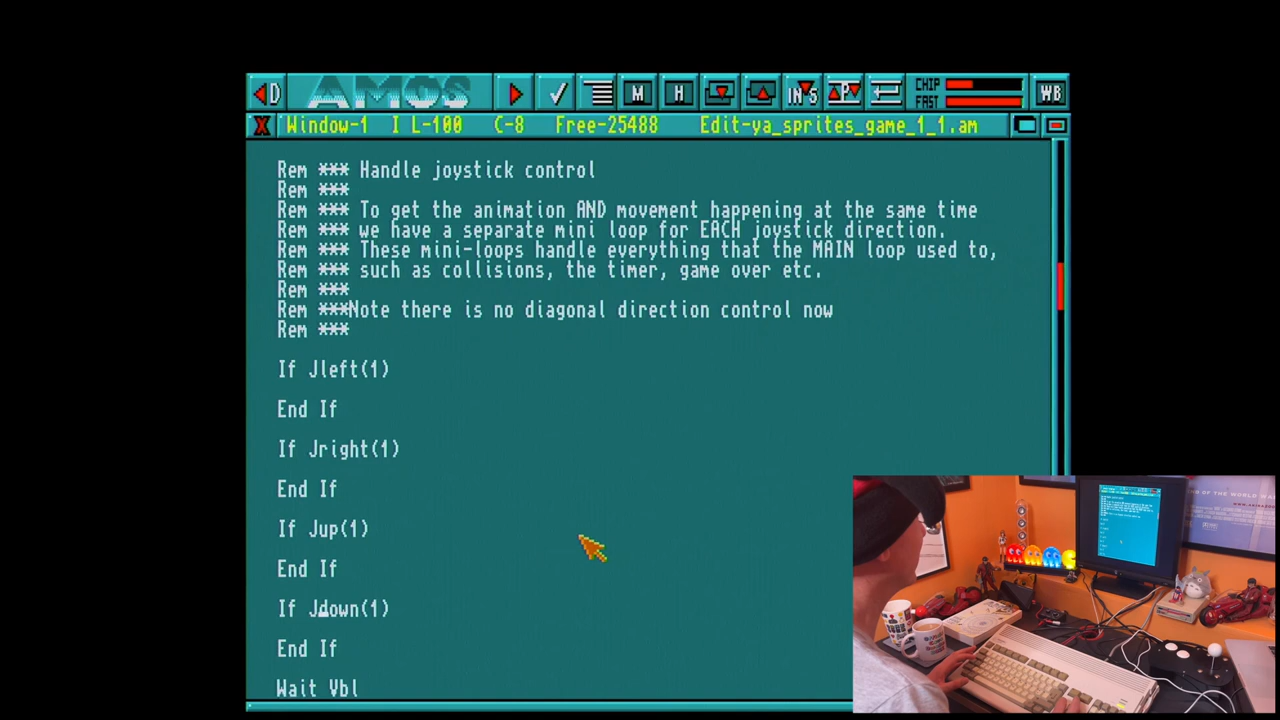 AMOS
M
H
INS
P
CHIP
FAST
WB
X Window-1 I L-100 C-8 Free-25488 Edit-ya_sprites_game_1_1.am
Rem *** Handle joystick control
Rem ***
Rem *** To get the animation AND movement happening at the same time
Rem *** we have a separate mini loop for EACH joystick direction.
Rem *** These mini-loops handle everything that the MAIN loop used to,
Rem *** such as collisions, the timer, game over etc.
Rem ***
Rem ***Note there is no diagonal direction control now
Rem ***
If Jleft(1)
End If
If Jright(1)
End If
If Jup(1)
End If
If Jdown(1)
End If
Wait Vbl